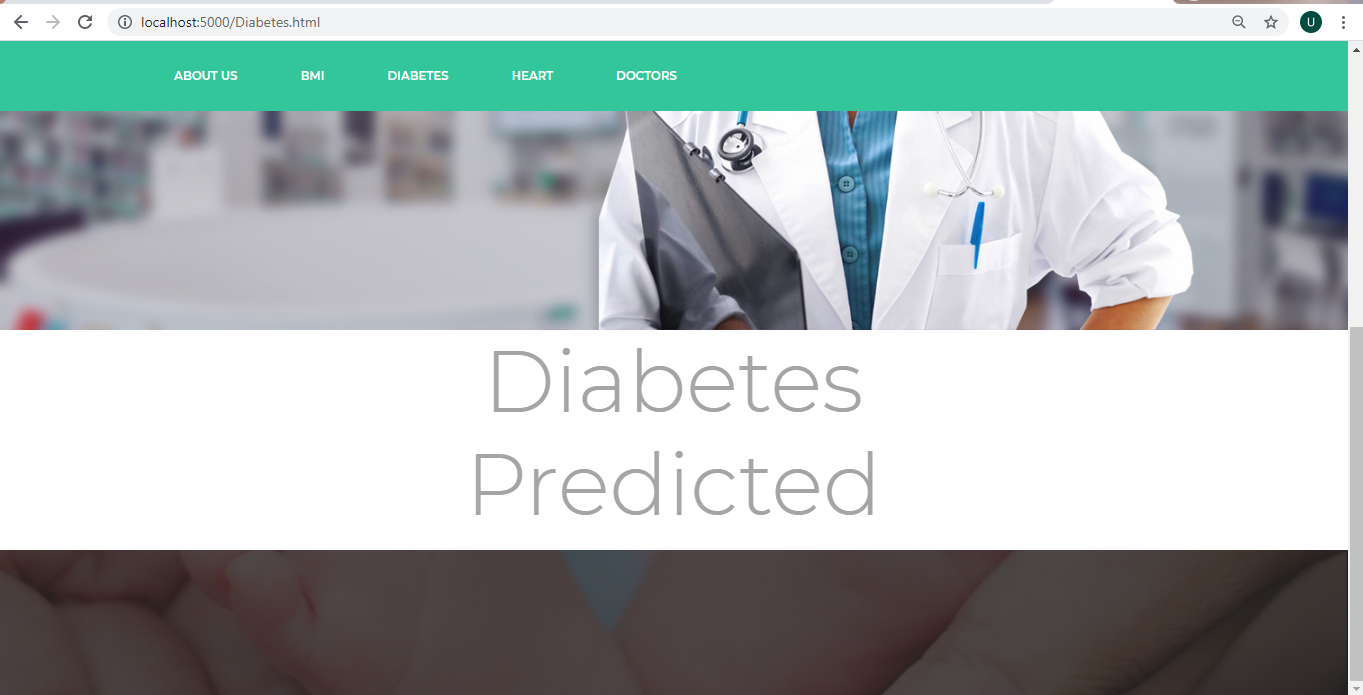 localhost:5000/Diabetes.html
U
ABOUT US BMI DIABETES HEART DOCTORS
Diabetes
Predicted